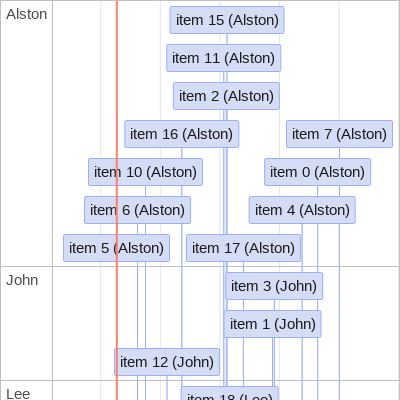 Alston
item 15 (Alston)
item 11 (Alston)
item 2 (Alston)
item 16 (Alston)
item 7 (Alston)
item 10 (Alston)
item 0 (Alston)
item 6 (Alston)
item 4 (Alston)
item 5 (Alston)
item 17 (Alston)
John
item 3 (John)
item 1 (John)
item 12 (John)
Lee
item 18 (Lee)